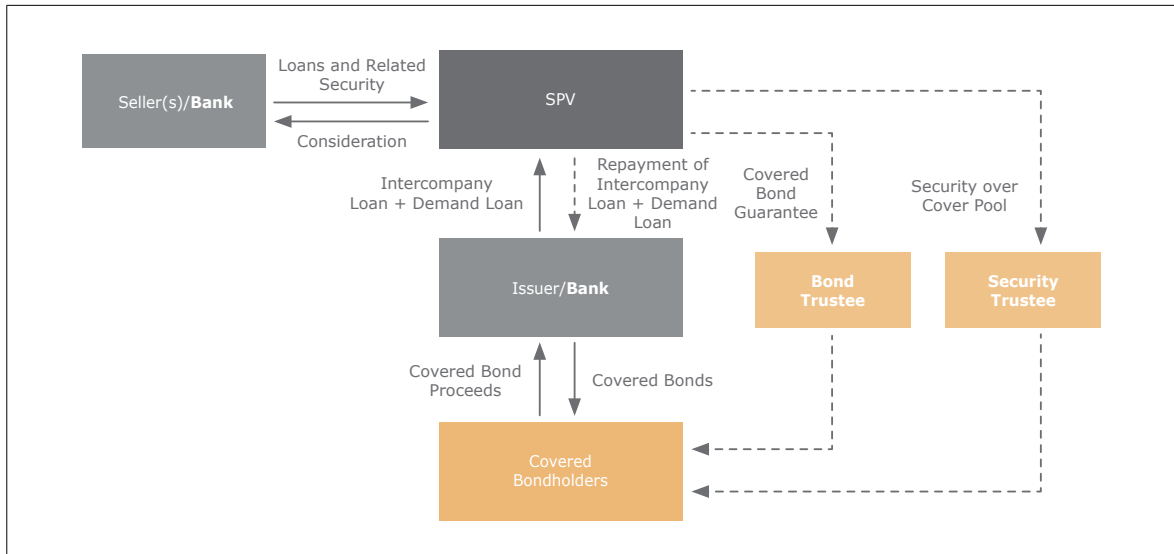 Loans and Related
Security
Seller(s)/Bank
SPV
Consideration
Intercompany
Loan + Demand Loan
Repayment of
Intercompany
Loan + Demand
Loan
Covered
Bond
Guarantee
Security over
Cover Pool
Issuer/Bank
Bond
Trustee
Security
Trustee
Covered Bond
Proceeds
Covered Bonds
Covered
Bondholders